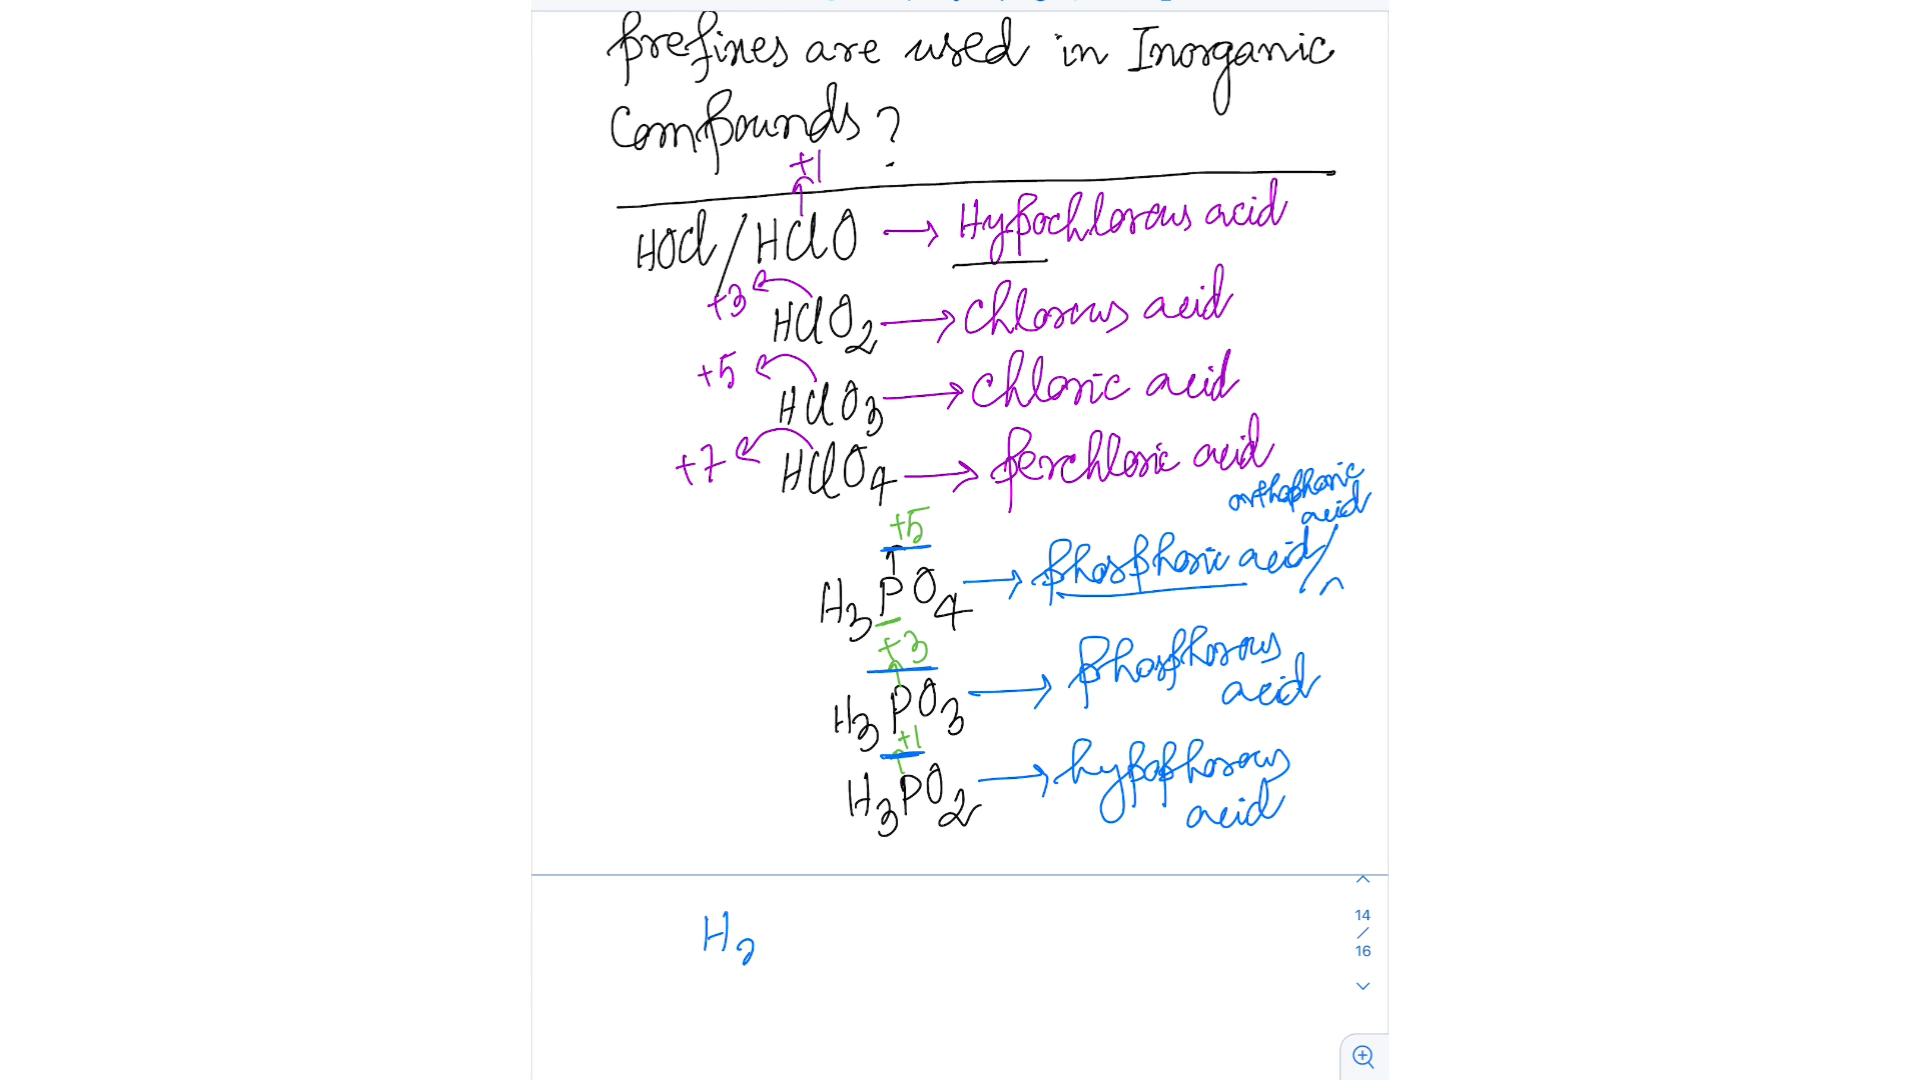 prefixes are used in Inorganic
Compounds?
+1
HOCl/HClO → Hypochlorous acid
+3 HClO2 → Chlorous acid
+5 HClO3 → Chloric acid
+7 HClO4 → perchloric acid
orthophoric
acid
+5
H3PO4 → phosphoric acid/
+3
H3PO3 → phosphorous
acid
+1
H3PO2 → hypophorous
acid
H2
14
/
16